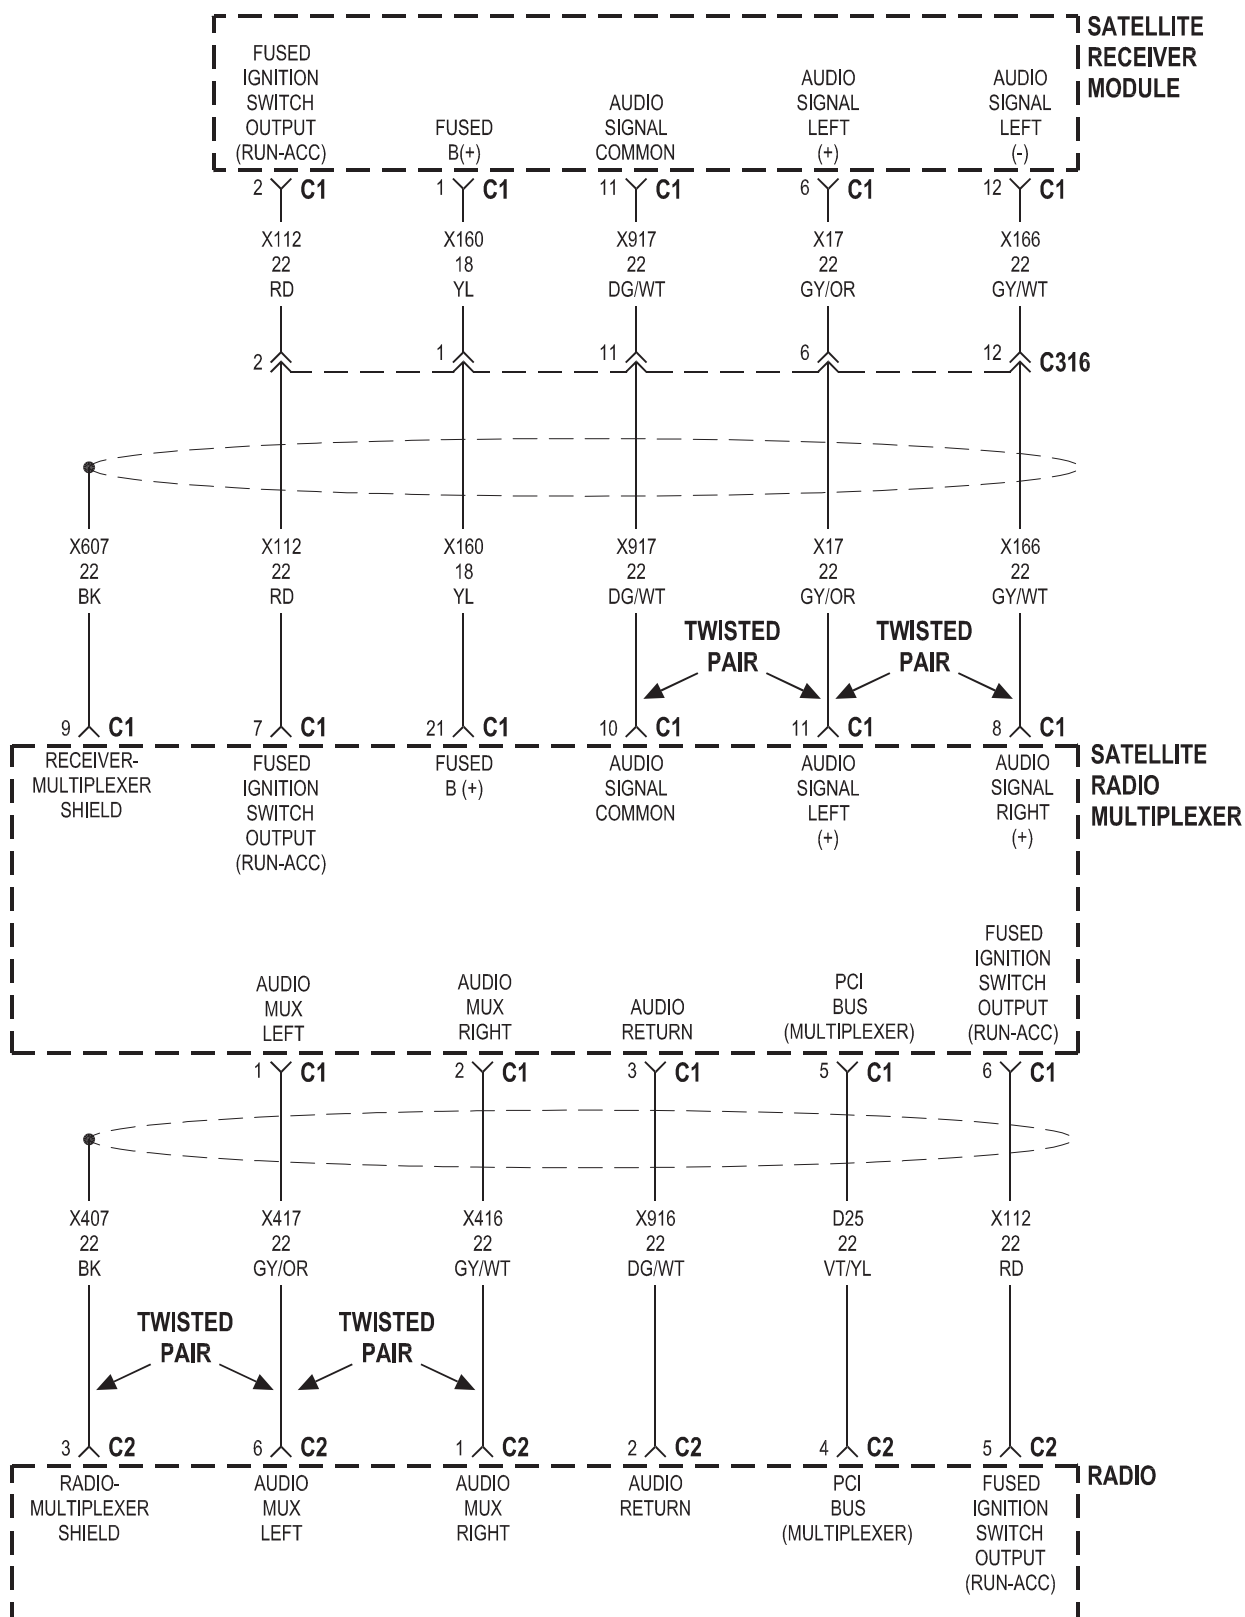 SATELLITE
RECEIVER
MODULE
FUSED
IGNITION
SWITCH
OUTPUT
(RUN-ACC)
FUSED
B(+)
AUDIO
SIGNAL
COMMON
AUDIO
SIGNAL
LEFT
(+)
AUDIO
SIGNAL
LEFT
(-)
2 C1
1 C1
11 C1
6 C1
12 C1
X112
22
RD
X160
18
YL
X917
22
DG/WT
X17
22
GY/OR
X166
22
GY/WT
2
1
11
6
12
C316
X607
22
BK
X112
22
RD
X160
18
YL
X917
22
DG/WT
X17
22
GY/OR
X166
22
GY/WT
TWISTED
PAIR
TWISTED
PAIR
9 C1
7 C1
21 C1
10 C1
11 C1
8 C1
SATELLITE
RADIO
MULTIPLEXER
RECEIVER-
MULTIPLEXER
SHIELD
FUSED
IGNITION
SWITCH
OUTPUT
(RUN-ACC)
FUSED
B (+)
AUDIO
SIGNAL
COMMON
AUDIO
SIGNAL
LEFT
(+)
AUDIO
SIGNAL
RIGHT
(+)
AUDIO
MUX
LEFT
AUDIO
MUX
RIGHT
AUDIO
RETURN
PCI
BUS
(MULTIPLEXER)
FUSED
IGNITION
SWITCH
OUTPUT
(RUN-ACC)
1 C1
2 C1
3 C1
5 C1
6 C1
X407
22
BK
X417
22
GY/OR
X416
22
GY/WT
X916
22
DG/WT
D25
22
VT/YL
X112
22
RD
TWISTED
PAIR
TWISTED
PAIR
3 C2
6 C2
1 C2
2 C2
4 C2
5 C2
RADIO
RADIO-
MULTIPLEXER
SHIELD
AUDIO
MUX
LEFT
AUDIO
MUX
RIGHT
AUDIO
RETURN
PCI
BUS
(MULTIPLEXER)
FUSED
IGNITION
SWITCH
OUTPUT
(RUN-ACC)